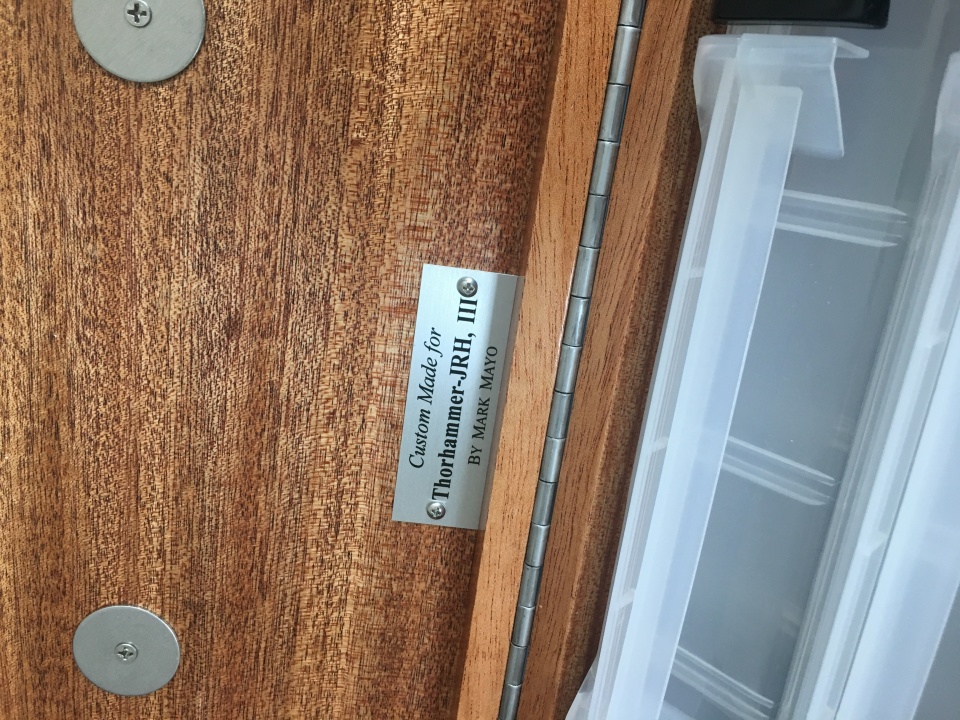 Custom Made for
Thorhammer-JRH, III
BY MARK MAYO